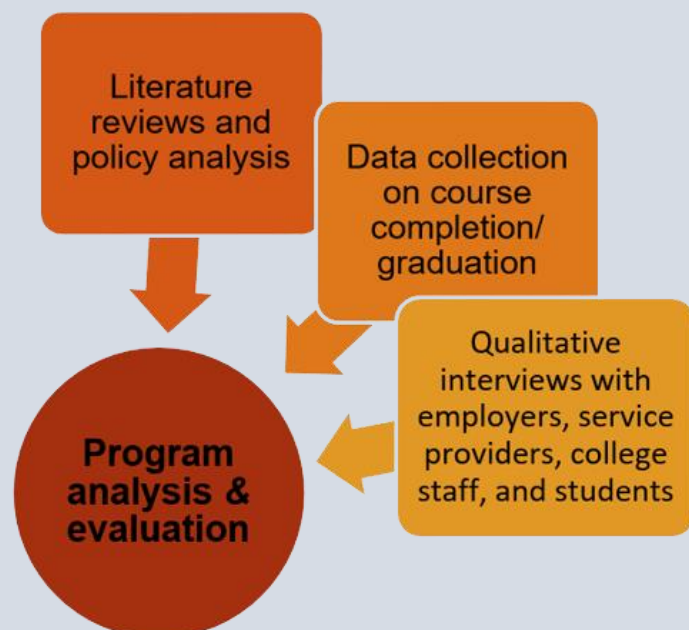 Literature
reviews and
policy analysis
Data collection
on course
completion/
graduation
Qualitative
interviews with
employers, service
providers, college
staff, and students
Program
analysis &
evaluation